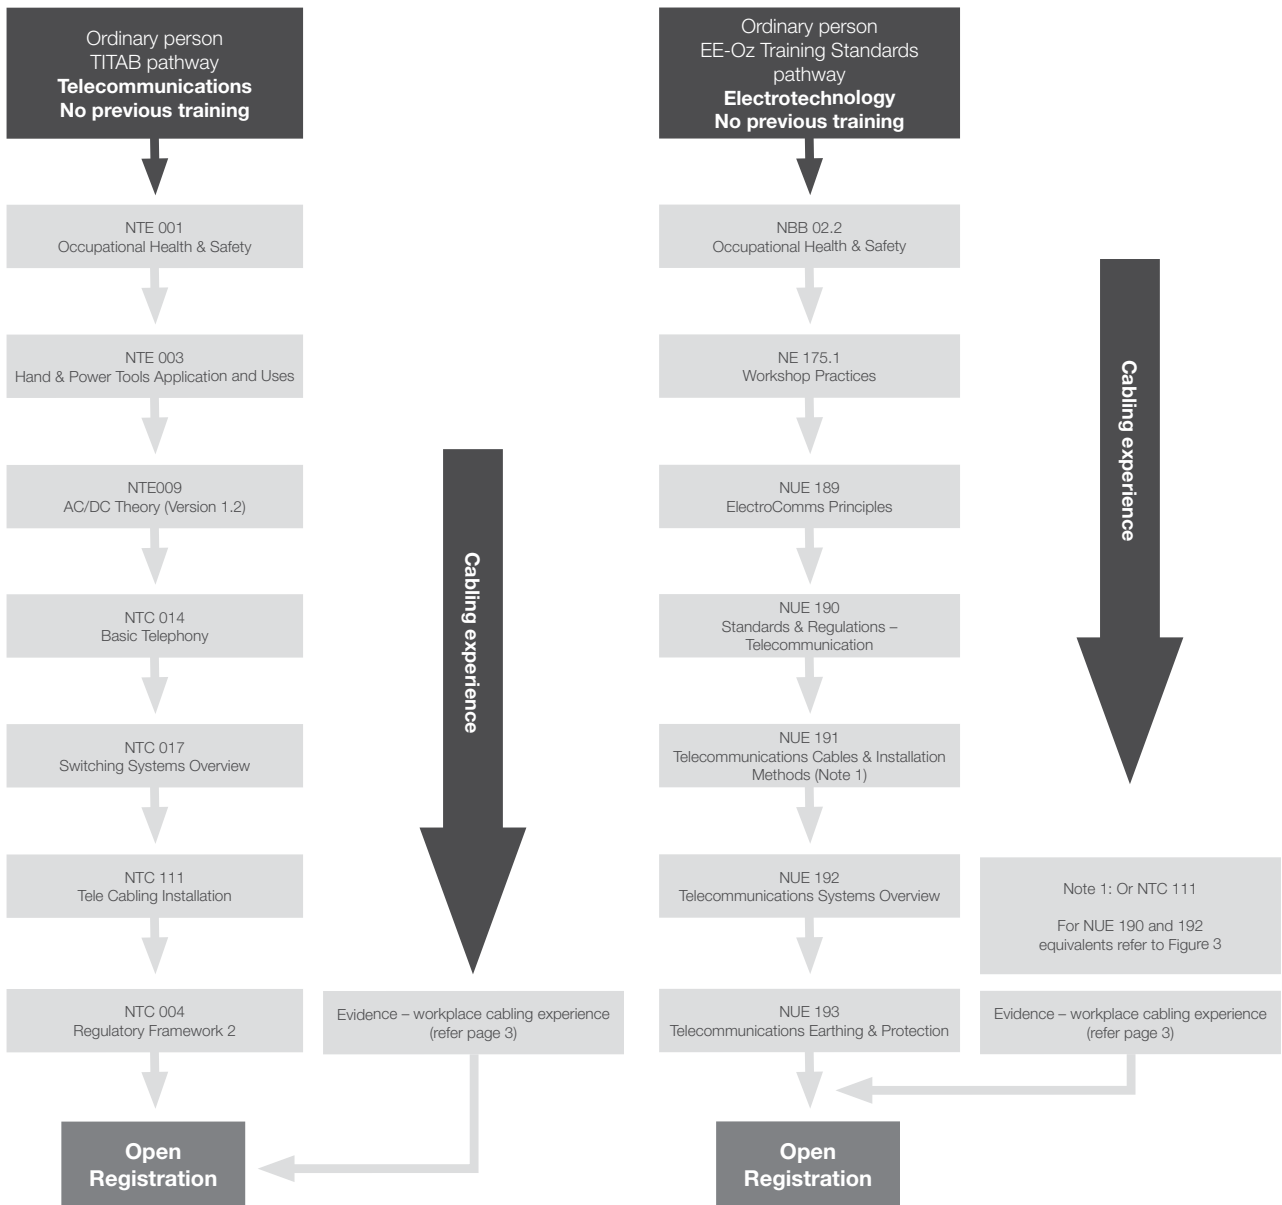 Ordinary person
TITAB pathway
Telecommunications
No previous training
NTE 001
Occupational Health & Safety
NTE 003
Hand & Power Tools Application and Uses
NTE009
AC/DC Theory (Version 1.2)
NTC 014
Basic Telephony
NTC 017
Switching Systems Overview
NTC 111
Tele Cabling Installation
NTC 004
Regulatory Framework 2
Open
Registration
Cabling experience
Evidence – workplace cabling experience
(refer page 3)
Ordinary person
EE-Oz Training Standards
pathway
Electrotechnology
No previous training
NBB 02.2
Occupational Health & Safety
NE 175.1
Workshop Practices
NUE 189
ElectroComms Principles
NUE 190
Standards & Regulations –
Telecommunication
NUE 191
Telecommunications Cables & Installation
Methods (Note 1)
NUE 192
Telecommunications Systems Overview
NUE 193
Telecommunications Earthing & Protection
Open
Registration
Cabling experience
Note 1: Or NTC 111
For NUE 190 and 192
equivalents refer to Figure 3
Evidence – workplace cabling experience
(refer page 3)